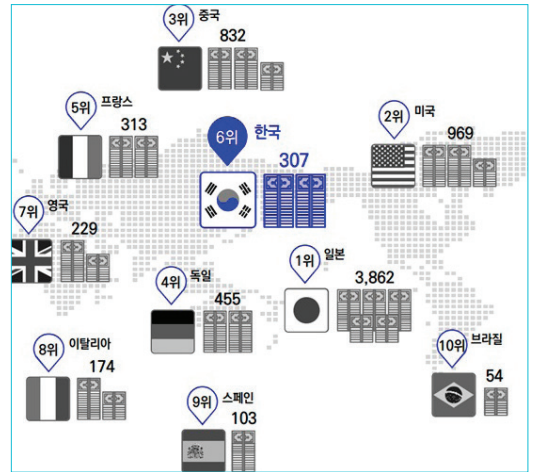 3위 중국
832
5위 프랑스
313
6위 한국
307
2위 미국
969
7위 영국
229
4위 독일
455
1위 일본
3,862
8위 이탈리아
174
9위 스페인
103
10위 브라질
54